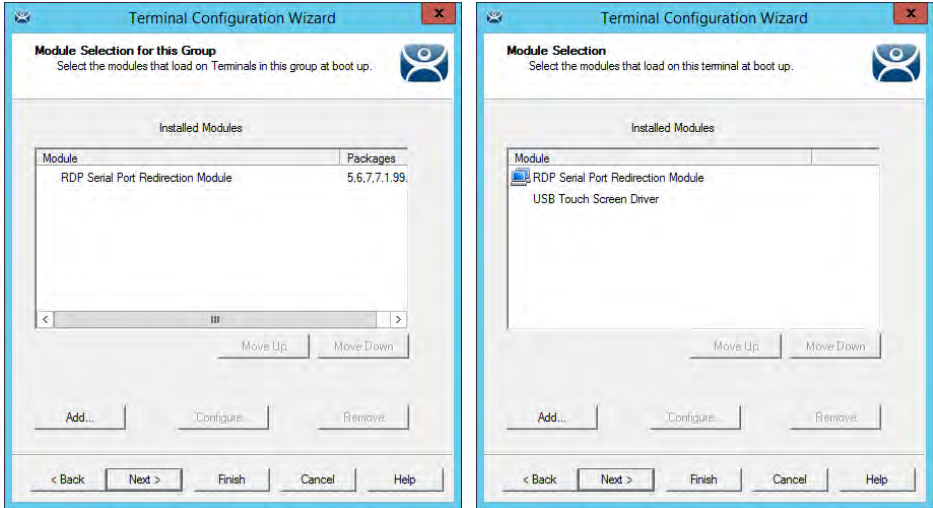 Terminal Configuration Wizard
x
Module Selection for this Group
Select the modules that load on Terminals in this group at boot up.
Installed Modules
Module Packages
RDP Serial Port Redirection Module 5,6,7,7.1.99.
< III >
Move Up Move Down
Add... Configure... Remove
< Back Next > Finish Cancel Help
Terminal Configuration Wizard
x
Module Selection
Select the modules that load on this terminal at boot up.
Installed Modules
Module
RDP Serial Port Redirection Module
USB Touch Screen Driver
Move Up Move Down
Add... Configure... Remove
< Back Next > Finish Cancel Help